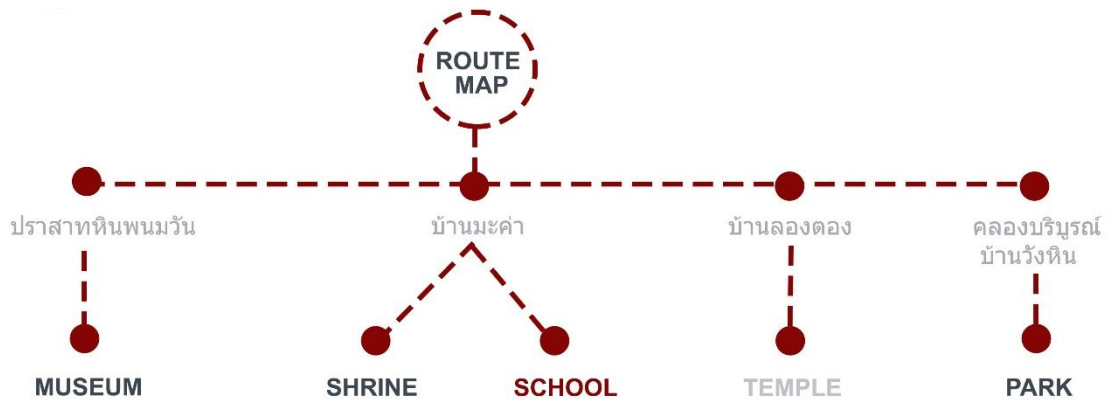 ROUTE
MAP
ปราสาทหินพนมวัน
บ้านมะค่า
บ้านลองตอง
คลองบริบูรณ์
บ้านวังหิน
MUSEUM
SHRINE
SCHOOL
TEMPLE
PARK